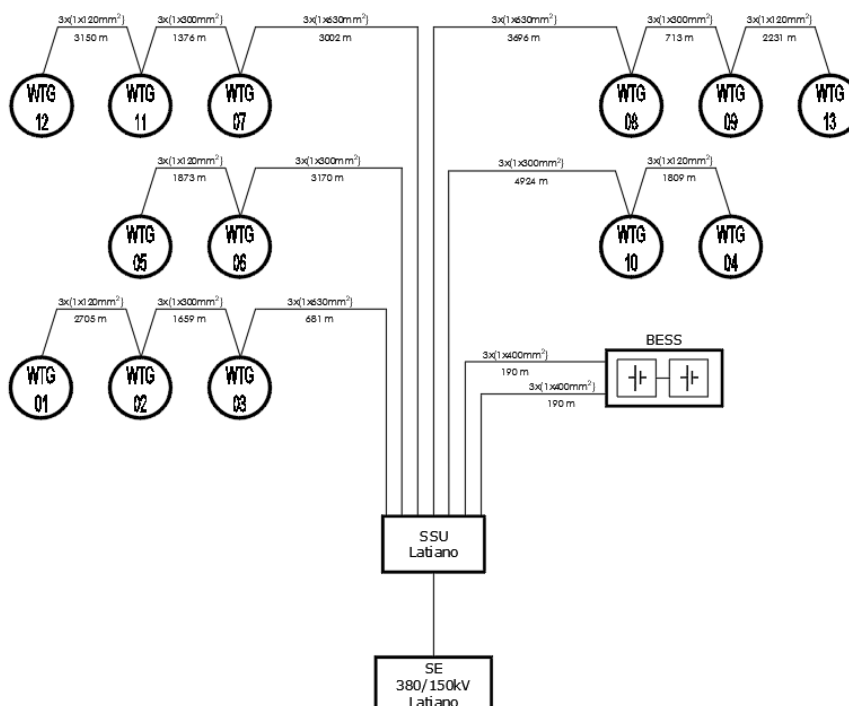 3x(1x120mm²) 3x(1x300mm²) 3x(1x630mm²) 3x(1x630mm²) 3x(1x300mm²) 3x(1x120mm²)
3150 m 1376 m 3002 m 3696 m 713 m 2231 m
WTG WTG WTG WTG WTG WTG
12 11 07 08 09 13
3x(1x120mm²) 3x(1x300mm²) 3x(1x300mm²) 3x(1x120mm²)
1873 m 3170 m 4924 m 1809 m
WTG WTG WTG WTG
05 06 10 04
3x(1x120mm²) 3x(1x300mm²) 3x(1x630mm²)
2705 m 1659 m 681 m
WTG WTG WTG
01 02 03
BESS
3x(1x400mm²)
190 m
3x(1x400mm²)
190 m
SSU
Latiano
SE
380/150kV
Latiano